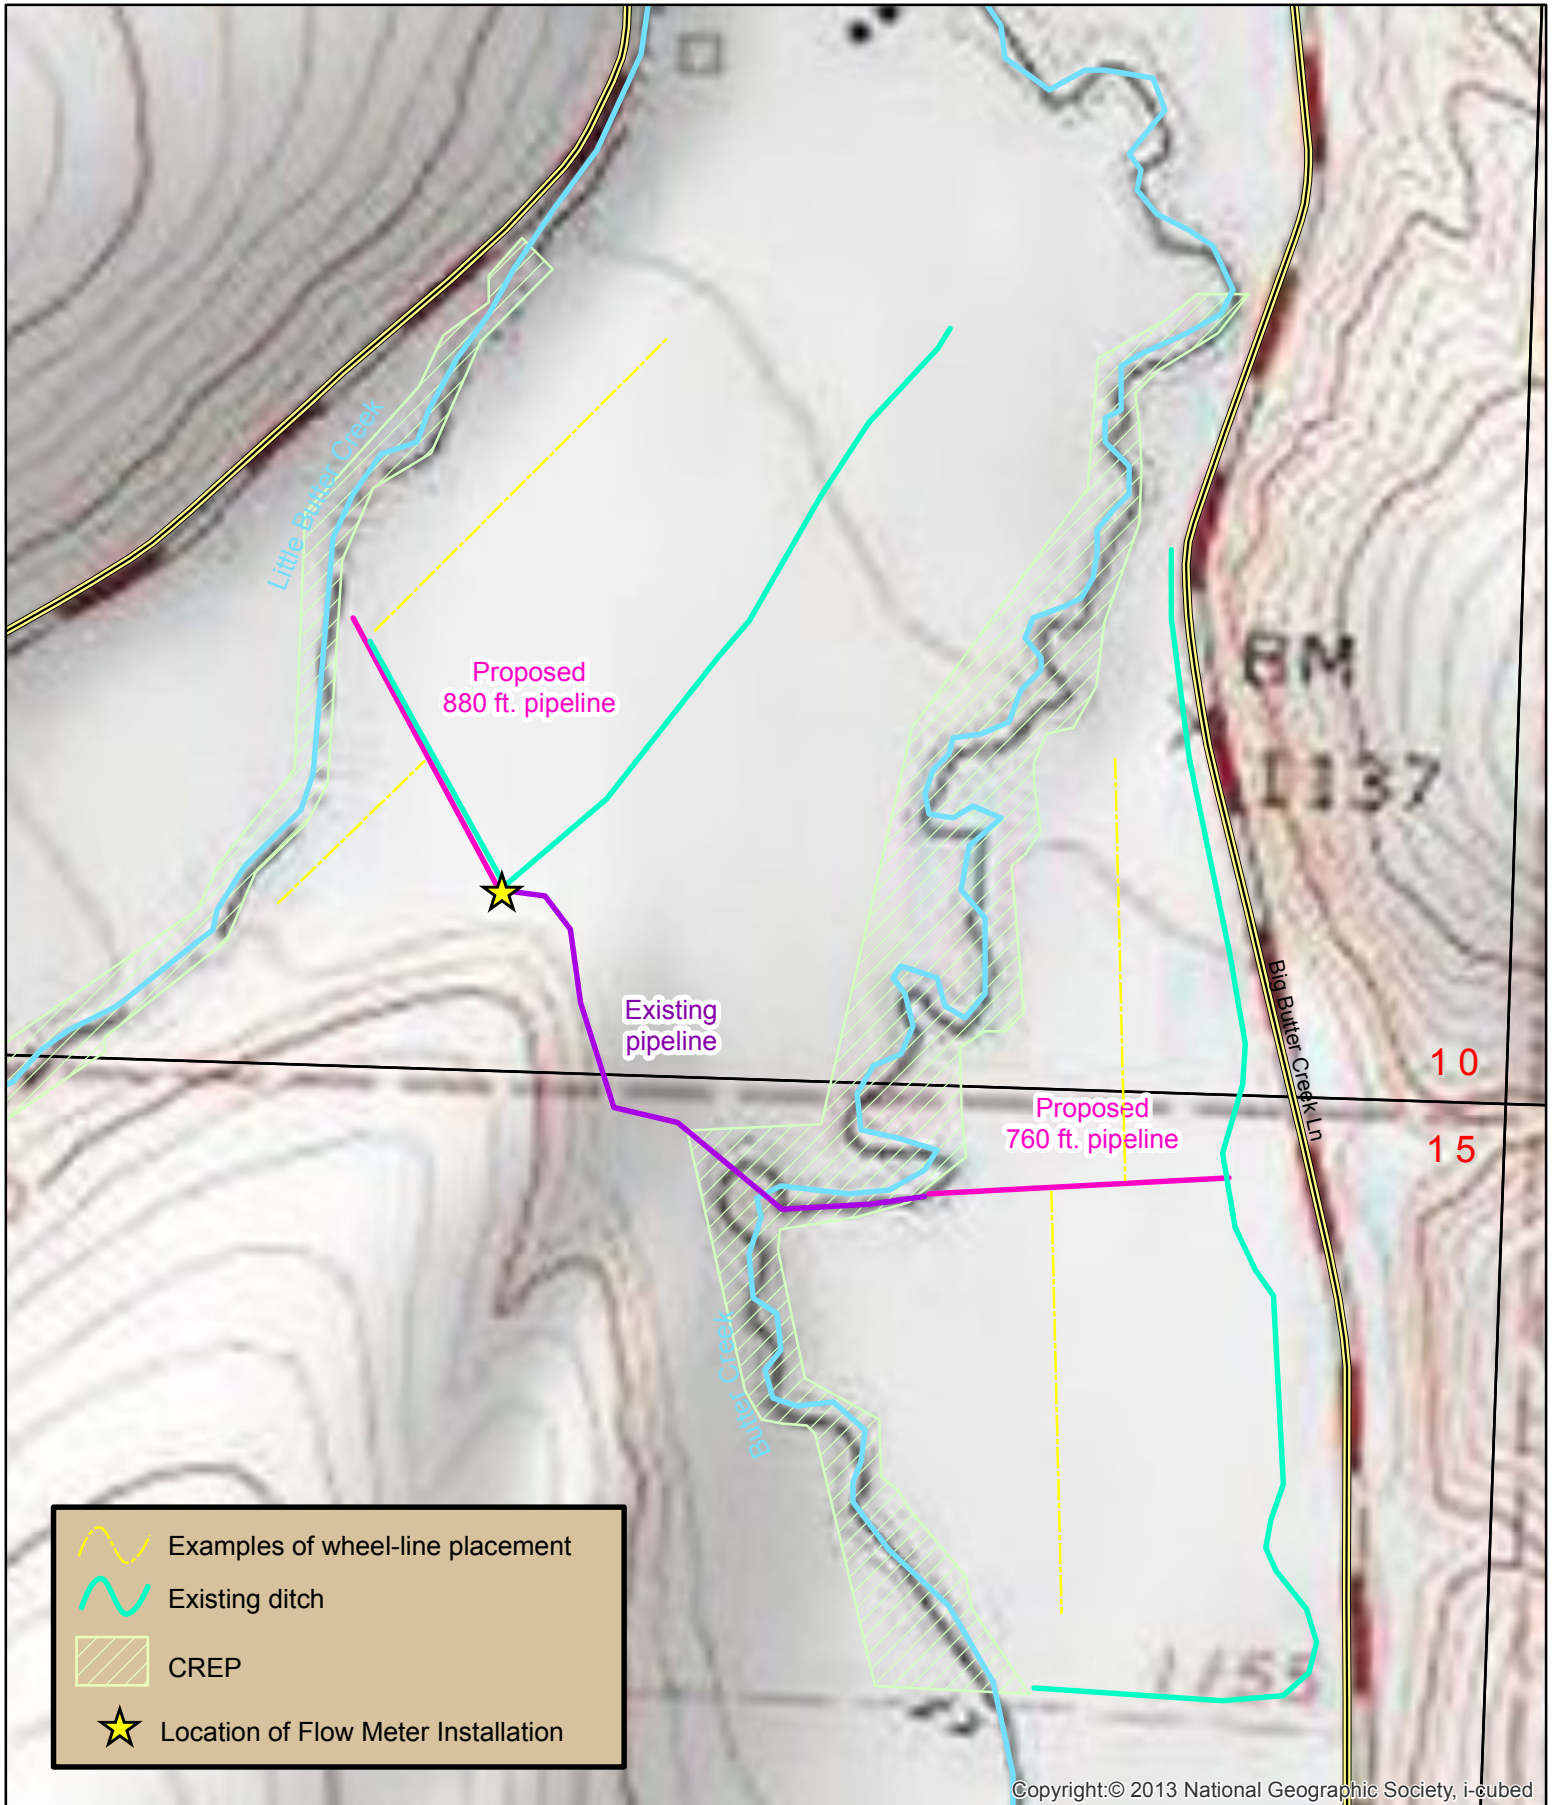 Little Butter Creek
Proposed
880 ft. pipeline
BM
1137
Existing
pipeline
Big Butter Creek Ln
10
Proposed
760 ft. pipeline
15
Butter Creek
Examples of wheel-line placement
Existing ditch
CREP
Location of Flow Meter Installation
Copyright:© 2013 National Geographic Society, i-cubed